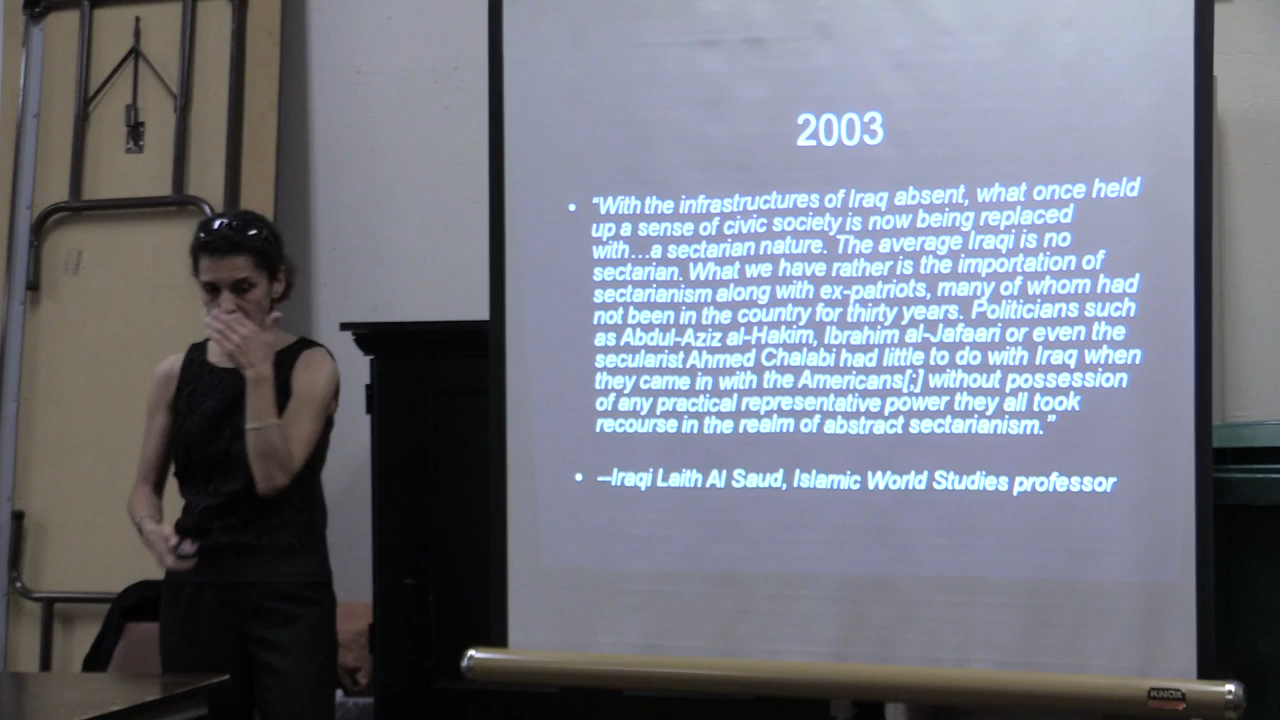 2003
• “With the infrastructures of Iraq absent, what once held
up a sense of civic society is now being replaced
with…a sectarian nature. The average Iraqi is no
sectarian. What we have rather is the importation of
sectarianism along with ex-patriots, many of whom had
not been in the country for thirty years. Politicians such
as Abdul-Aziz al-Hakim, Ibrahim al-Jafaari or even the
secularist Ahmed Chalabi had little to do with Iraq when
they came in with the Americans[;] without possession
of any practical representative power they all took
recourse in the realm of abstract sectarianism.”
• --Iraqi Laith Al Saud, Islamic World Studies professor
KNOX